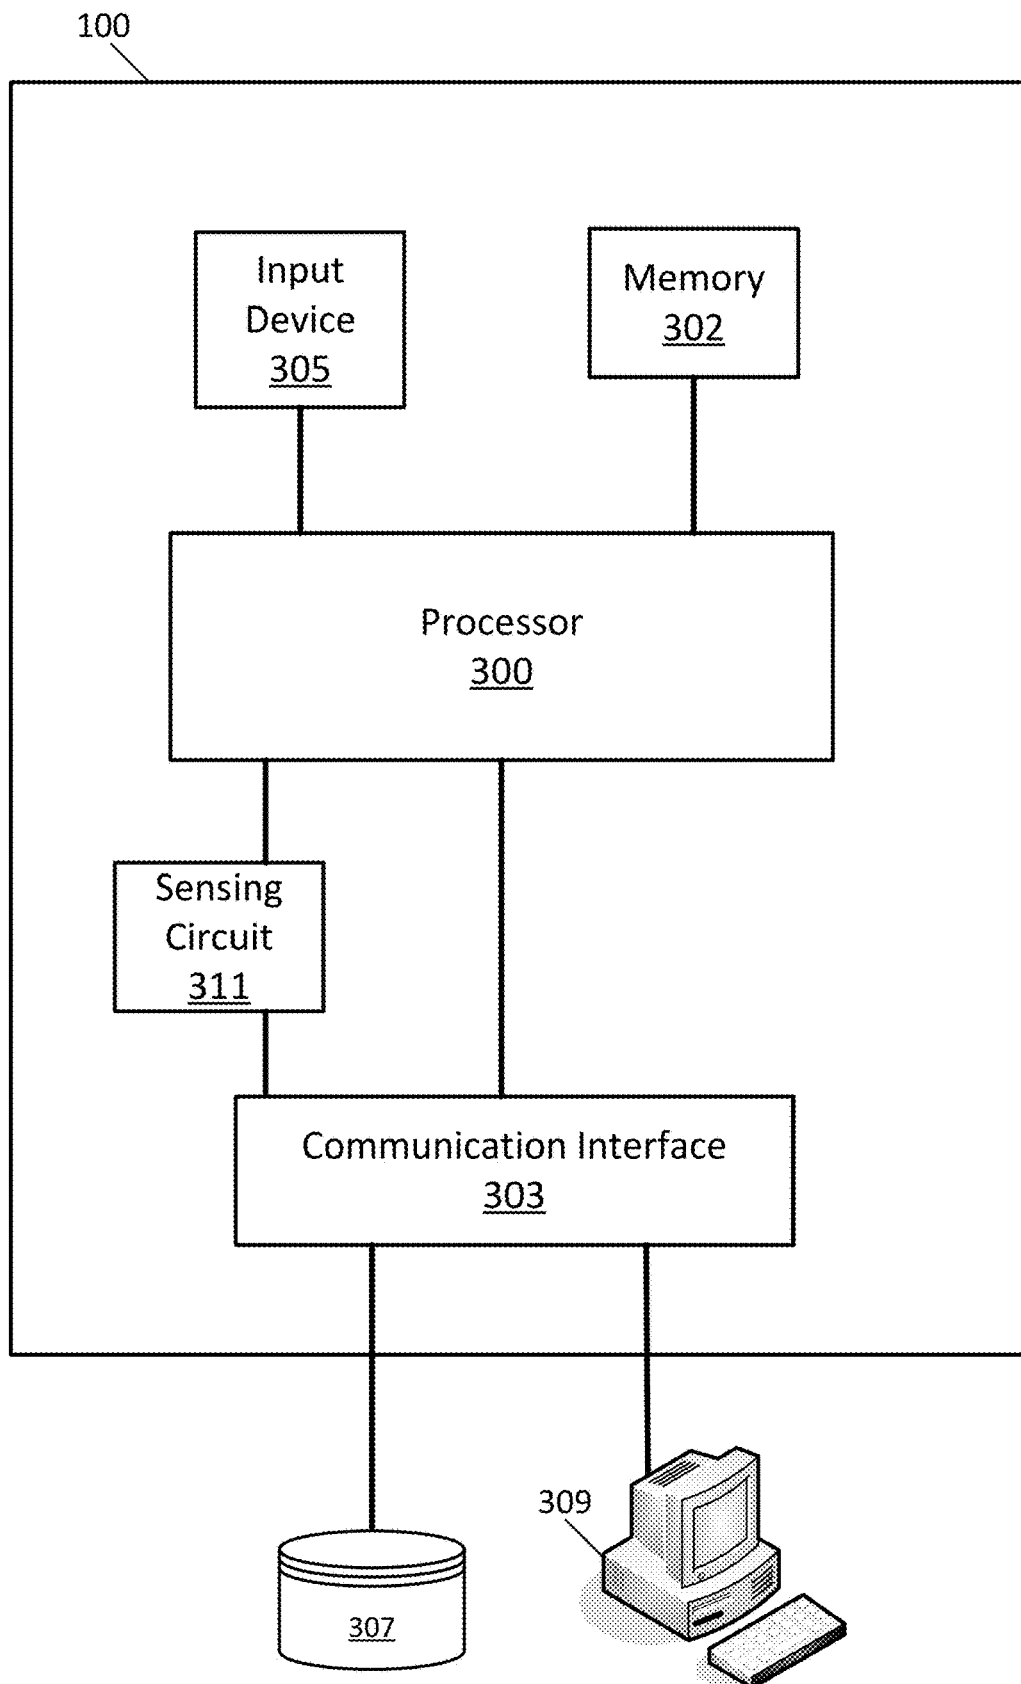 100
Input
Device
305
Memory
302
Processor
300
Sensing
Circuit
311
Communication Interface
303
309
307